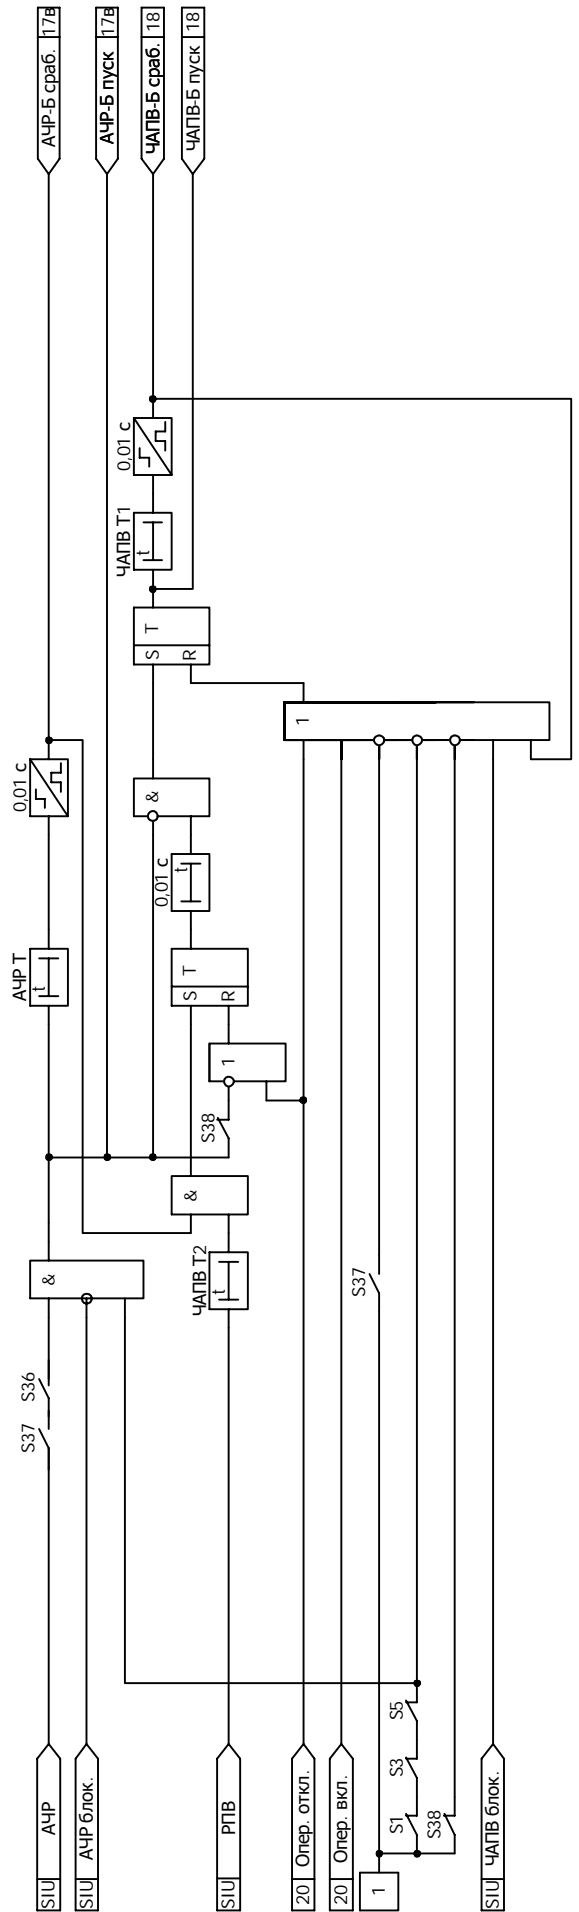 SIU АЧР
S37
S36
&
АЧР Т
t
0,01 с
АЧР-Б сраб. 17в
SIU АЧР блок.
АЧР-Б пуск 17в
ЧАПВ-Б сраб. 18
ЧАПВ-Б пуск 18
SIU РПВ
ЧАПВ Т2
t
&
S38
1
S T
R
0,01 с
t
&
S T
R
ЧАПВ Т1
t
0,01 с
20 Опер. откл.
20 Опер. вкл.
1
S37
S1
S3
S5
S38
1
SIU ЧАПВ блок.